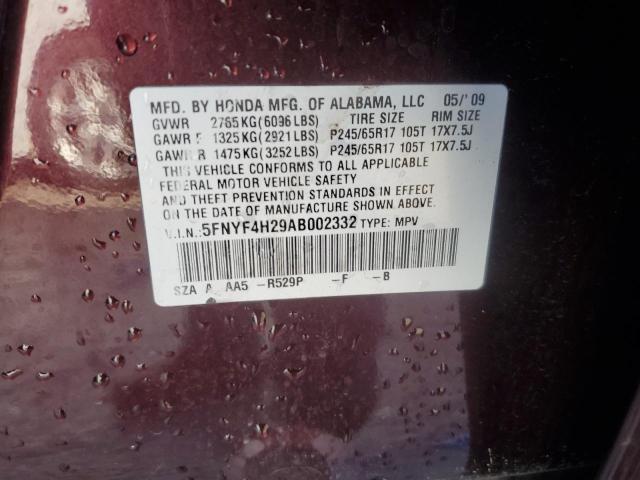 MFD. BY HONDA MFG. OF ALABAMA, LLC 05/'09
GVWR 2765KG(6096LBS) TIRE SIZE RIM SIZE
GAWR F 1325KG(2921LBS) P245/65R17 105T 17X7.5J
GAWR R 1475KG(3252LBS) P245/65R17 105T 17X7.5J
THIS VEHICLE CONFORMS TO ALL APPLICABLE
FEDERAL MOTOR VEHICLE SAFETY
AND THEFT PREVENTION STANDARDS IN EFFECT
ON THE DATE OF MANUFACTURE SHOWN ABOVE.
V.I.N.:5FNYF4H29AB002332 TYPE: MPV
SZA A AA5 -R529P -F -B